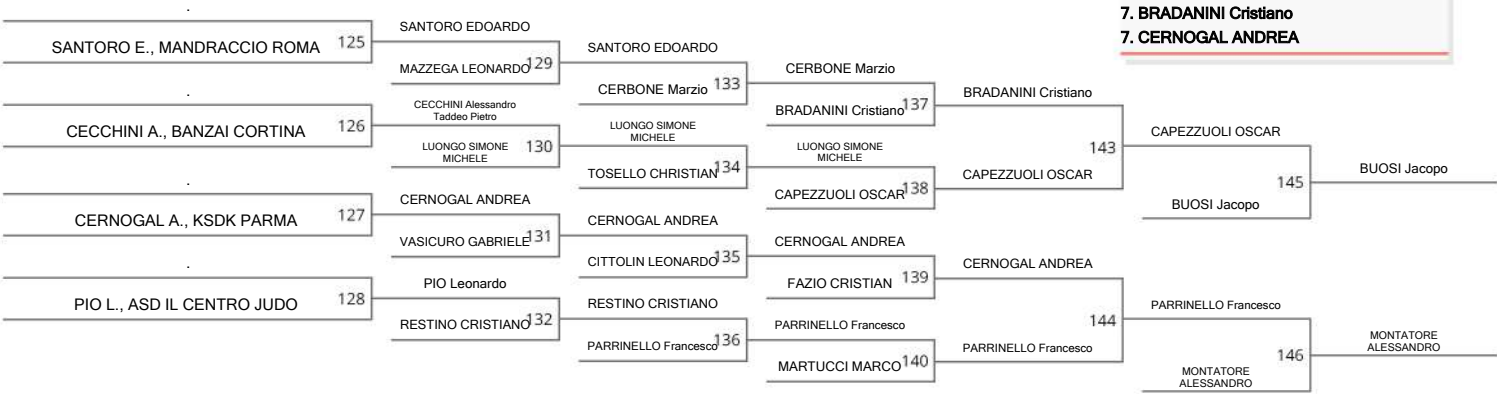 7. BRADANINI Cristiano
7. CERNOGAL ANDREA
.
SANTORO E., MANDRACCIO ROMA
125
.
CECCHINI A., BANZAI CORTINA
126
.
CERNOGAL A., KSDK PARMA
127
.
PIO L., ASD IL CENTRO JUDO
128
SANTORO EDOARDO
MAZZEGA LEONARDO
129
CECCHINI Alessandro
Taddeo Pietro
LUONGO SIMONE
MICHELE
130
CERNOGAL ANDREA
VASICURO GABRIELE
131
PIO Leonardo
RESTINO CRISTIANO
132
SANTORO EDOARDO
CERBONE Marzio
133
LUONGO SIMONE
MICHELE
TOSELLO CHRISTIAN
134
CERNOGAL ANDREA
CITTOLIN LEONARDO
135
RESTINO CRISTIANO
PARRINELLO Francesco
136
CERBONE Marzio
BRADANINI Cristiano
137
LUONGO SIMONE
MICHELE
CAPEZZUOLI OSCAR
138
CERNOGAL ANDREA
FAZIO CRISTIAN
139
PARRINELLO Francesco
MARTUCCI MARCO
140
BRADANINI Cristiano
143
CAPEZZUOLI OSCAR
CERNOGAL ANDREA
144
PARRINELLO Francesco
CAPEZZUOLI OSCAR
145
BUOSI Jacopo
PARRINELLO Francesco
146
MONTATORE
ALESSANDRO
BUOSI Jacopo
MONTATORE
ALESSANDRO